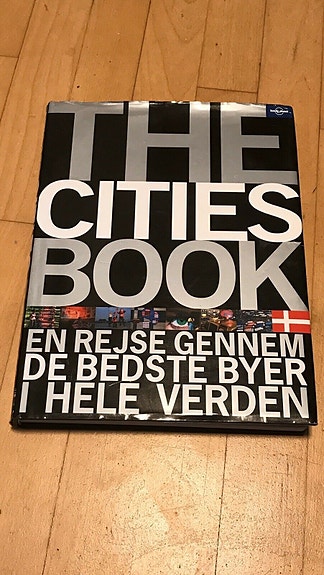 THE
CITIES
BOOK
EN REJSE GENNEM
DE BEDSTE BYER
HELE VERDEN